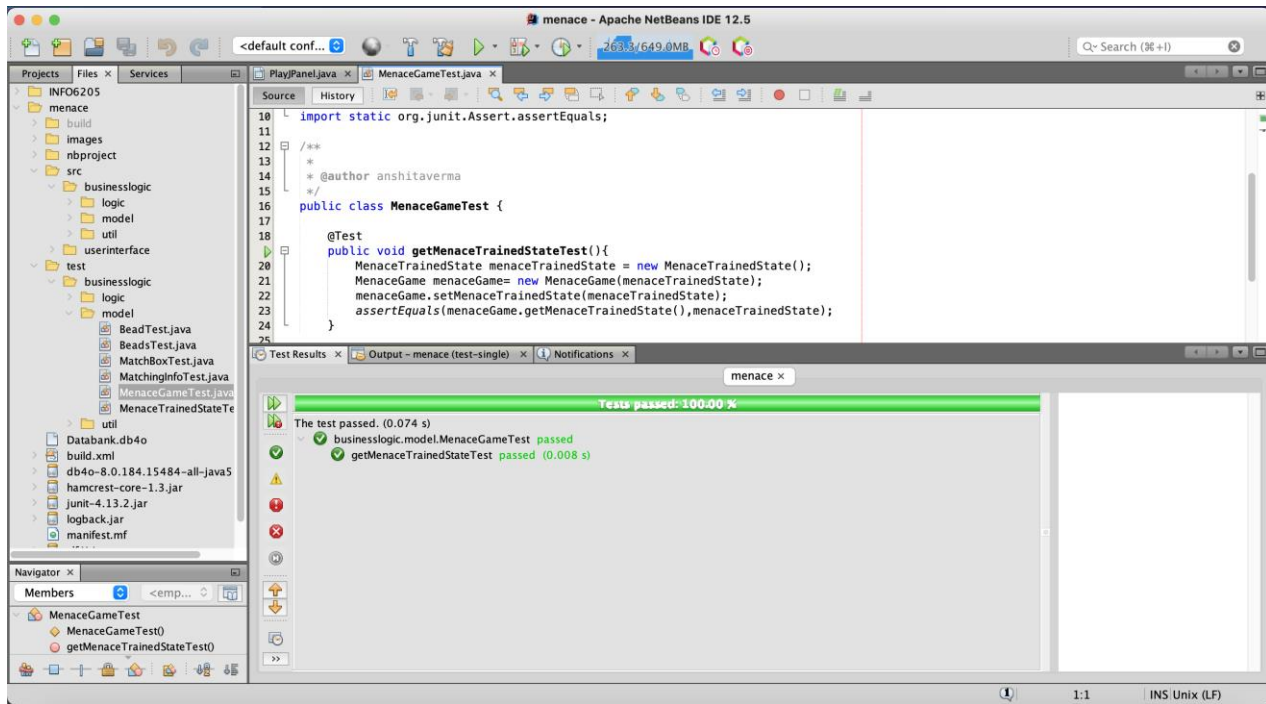 menace - Apache NetBeans IDE 12.5
<default conf...
263.3/649.0MB
Search (⌘+I)
Projects Files × Services
INFO6205
menace
build
images
nbproject
src
businesslogic
logic
model
util
userinterface
test
businesslogic
logic
model
BeadTest.java
BeadsTest.java
MatchBoxTest.java
MatchingInfoTest.java
MenaceGameTest.java
MenaceTrainedStateTe
util
Databank.db4o
build.xml
db4o-8.0.184.15484-all-java5
hamcrest-core-1.3.jar
junit-4.13.2.jar
logback.jar
manifest.mf
Navigator ×
Members <emp...
MenaceGameTest
MenaceGameTest()
getMenaceTrainedStateTest()
PlayJPanel.java × MenaceGameTest.java ×
Source History
10 import static org.junit.Assert.assertEquals;
11
12 /**
13 *
14 * @author anshitaverma
15 */
16 public class MenaceGameTest {
17
18 @Test
public void getMenaceTrainedStateTest(){
20 MenaceTrainedState menaceTrainedState = new MenaceTrainedState();
21 MenaceGame menaceGame= new MenaceGame(menaceTrainedState);
22 menaceGame.setMenaceTrainedState(menaceTrainedState);
23 assertEquals(menaceGame.getMenaceTrainedState(),menaceTrainedState);
24 }
25
Test Results × Output - menace (test-single) × Notifications ×
menace ×
Tests passed: 100.00 %
The test passed. (0.074 s)
businesslogic.model.MenaceGameTest passed
getMenaceTrainedStateTest passed (0.008 s)
>>
1:1 INS Unix (LF)